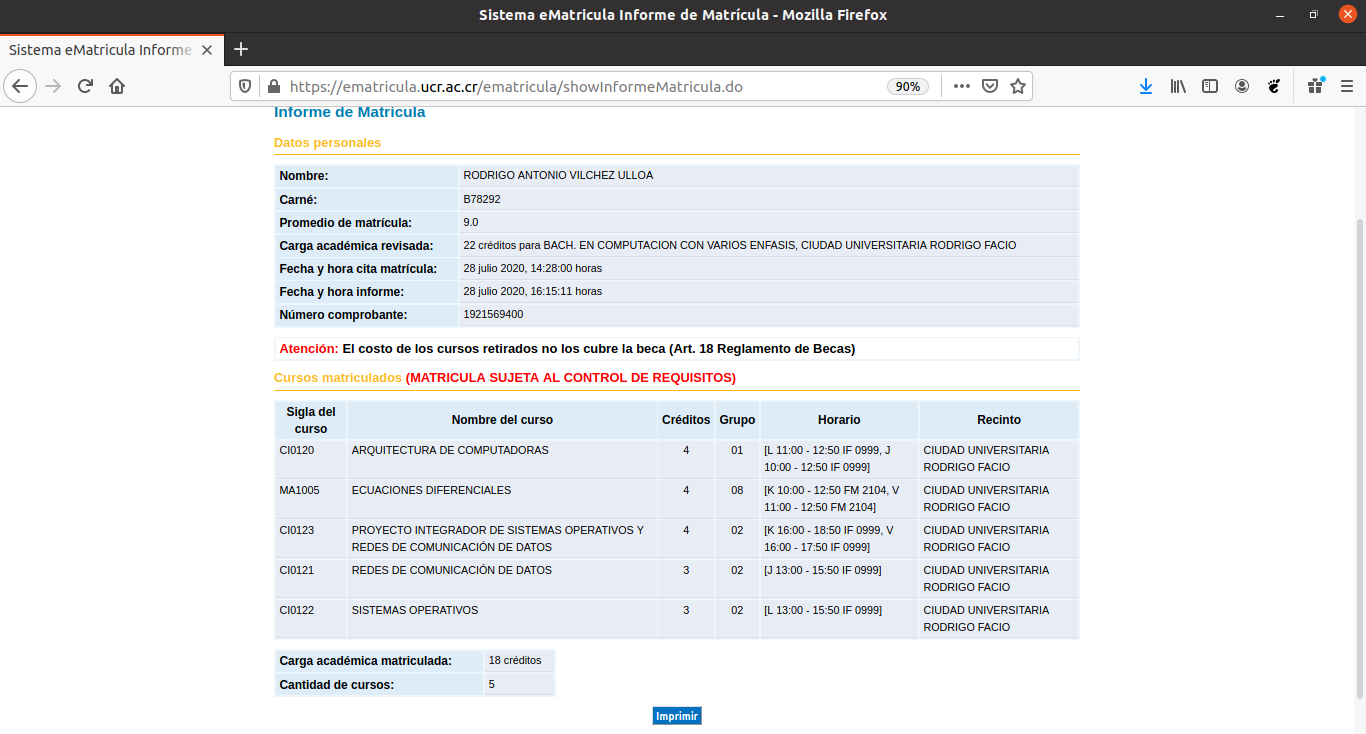 Sistema eMatricula Informe de Matrícula - Mozilla Firefox
Sistema eMatricula Informe
https://ematricula.ucr.ac.cr/ematricula/showInformeMatricula.do
90%
Informe de Matricula
Datos personales
Nombre: RODRIGO ANTONIO VILCHEZ ULLOA
Carné: B78292
Promedio de matrícula: 9.0
Carga académica revisada: 22 créditos para BACH. EN COMPUTACION CON VARIOS ENFASIS, CIUDAD UNIVERSITARIA RODRIGO FACIO
Fecha y hora cita matrícula: 28 julio 2020, 14:28:00 horas
Fecha y hora informe: 28 julio 2020, 16:15:11 horas
Número comprobante: 1921569400
Atención: El costo de los cursos retirados no los cubre la beca (Art. 18 Reglamento de Becas)
Cursos matriculados (MATRICULA SUJETA AL CONTROL DE REQUISITOS)
Sigla del
curso
Nombre del curso
Créditos
Grupo
Horario
Recinto
CI0120 ARQUITECTURA DE COMPUTADORAS 4 01 [L 11:00 - 12:50 IF 0999, J CIUDAD UNIVERSITARIA
10:00 - 12:50 IF 0999] RODRIGO FACIO
MA1005 ECUACIONES DIFERENCIALES 4 08 [K 10:00 - 12:50 FM 2104, V CIUDAD UNIVERSITARIA
11:00 - 12:50 FM 2104] RODRIGO FACIO
CI0123 PROYECTO INTEGRADOR DE SISTEMAS OPERATIVOS Y 4 02 [K 16:00 - 18:50 IF 0999, V CIUDAD UNIVERSITARIA
REDES DE COMUNICACIÓN DE DATOS 16:00 - 17:50 IF 0999] RODRIGO FACIO
CI0121 REDES DE COMUNICACIÓN DE DATOS 3 02 [J 13:00 - 15:50 IF 0999] CIUDAD UNIVERSITARIA
RODRIGO FACIO
CI0122 SISTEMAS OPERATIVOS 3 02 [L 13:00 - 15:50 IF 0999] CIUDAD UNIVERSITARIA
RODRIGO FACIO
Carga académica matriculada: 18 créditos
Cantidad de cursos: 5
Imprimir